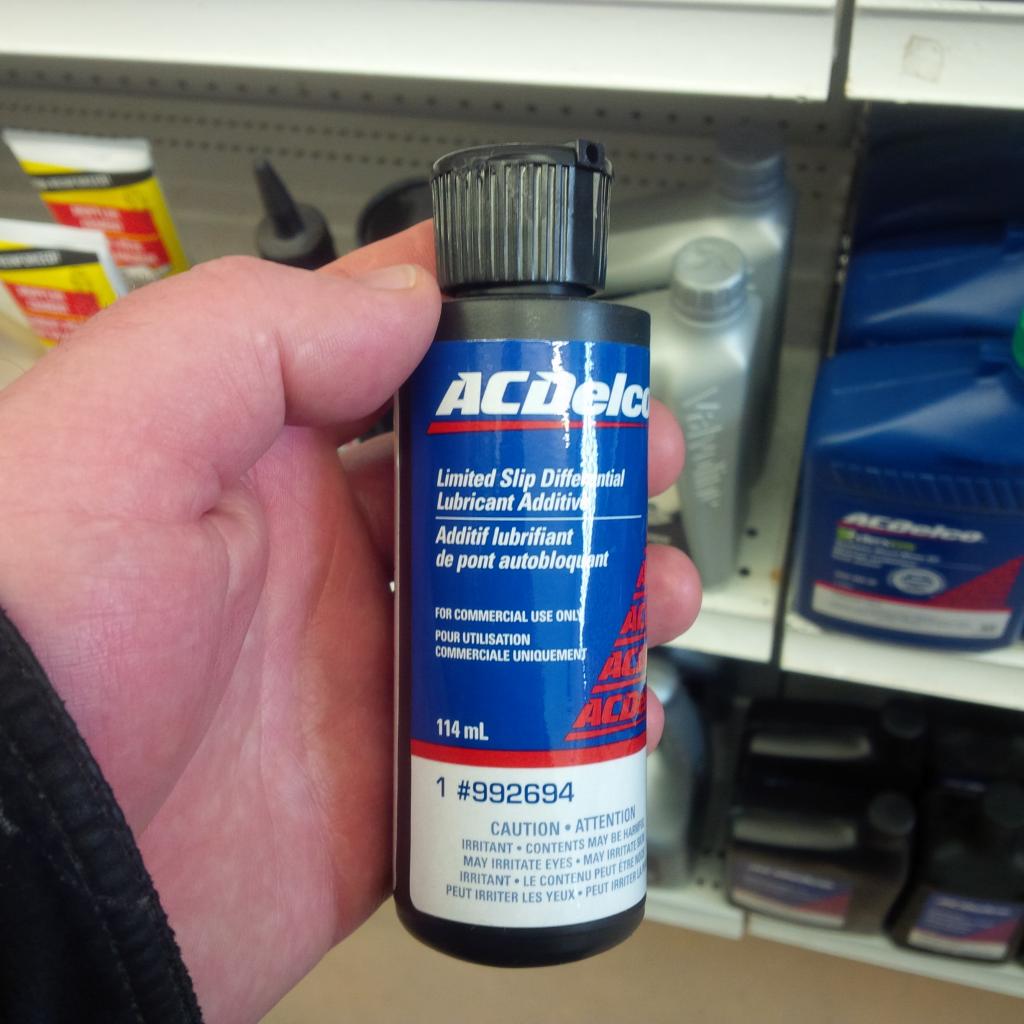 ACDelco
Limited Slip Differential
Lubricant Additive
Additif lubrifiant
de pont autobloquant
FOR COMMERCIAL USE ONLY
POUR UTILISATION
COMMERCIALE UNIQUEMENT
114 mL
1 #992694
CAUTION • ATTENTION
IRRITANT • CONTENTS MAY BE
MAY IRRITATE EYES • MAY IRRITATE
IRRITANT • LE CONTENU PEUT ÊTRE
PEUT IRRITER LES YEUX • PEUT IRRITER
Valvoline
ACDelco